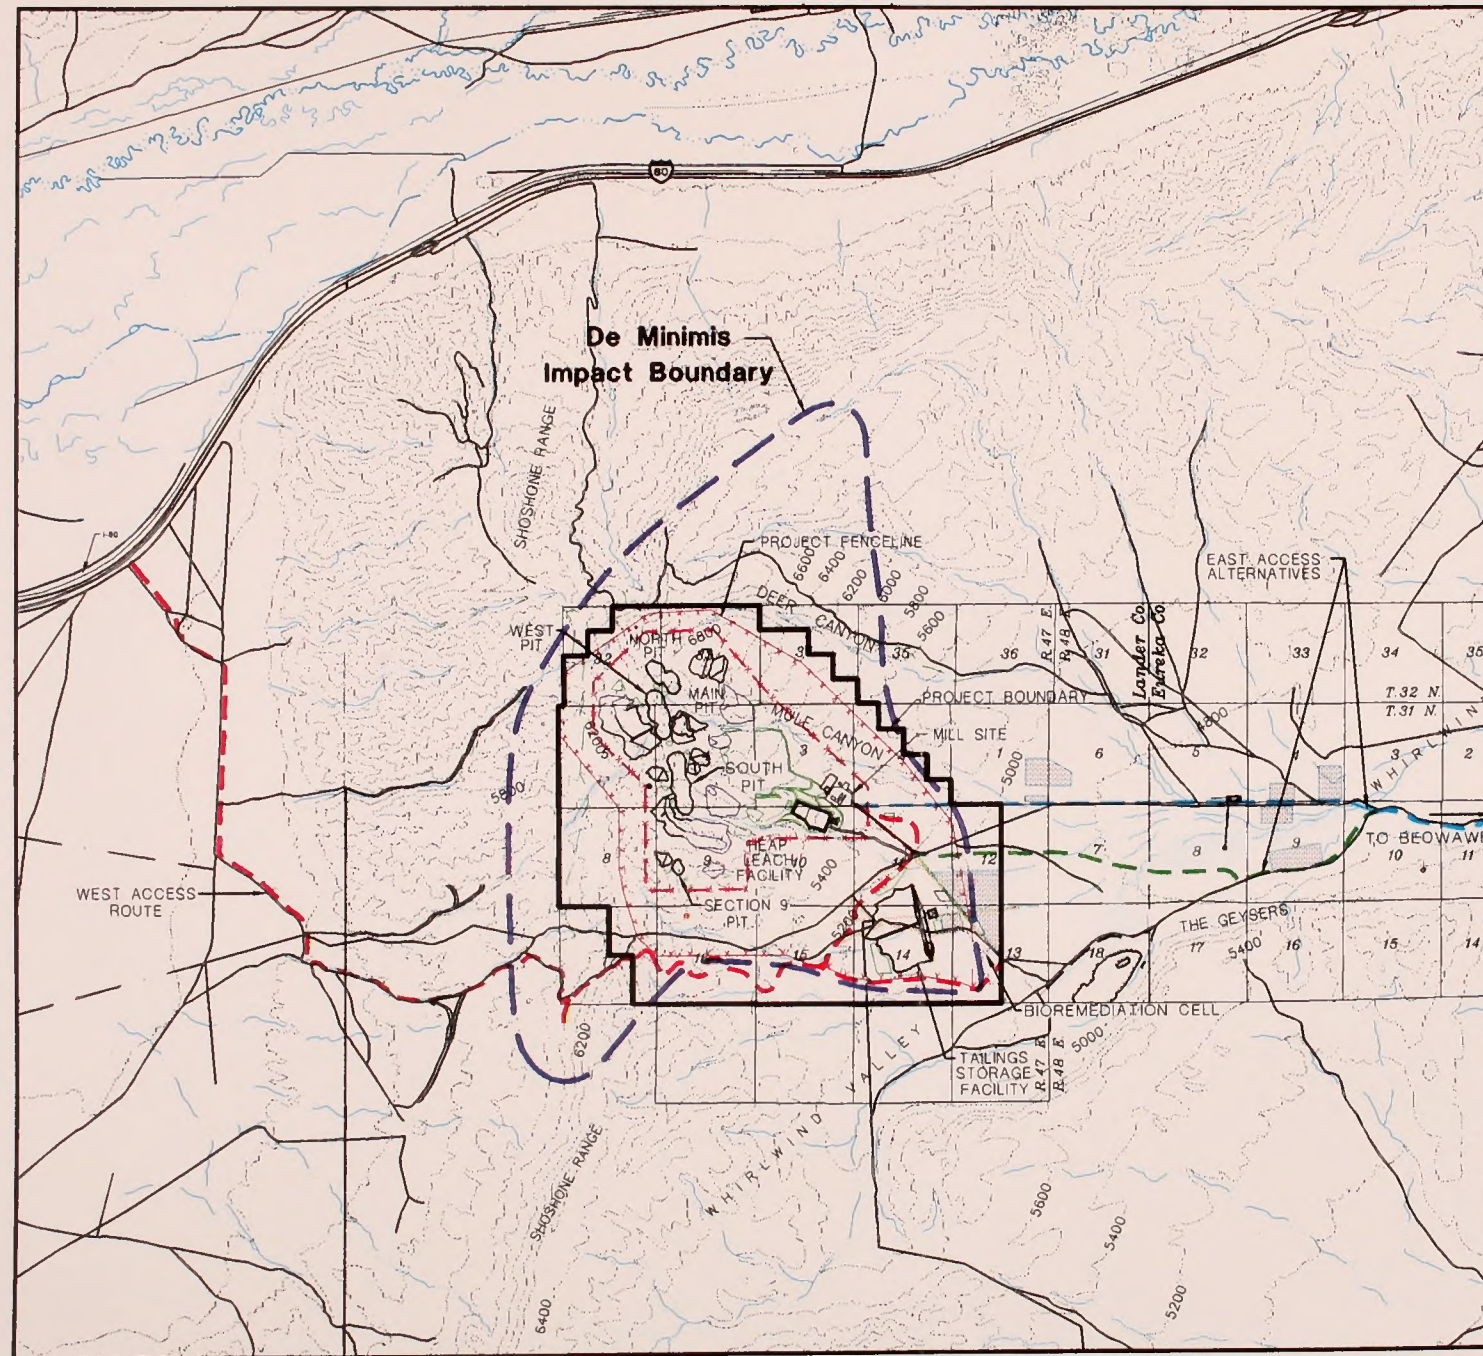 80
De Minimis
Impact Boundary
SHOSHONE RANGE
I-80
PROJECT FENCELINE
6600
6400
6200
6000
5800
5600
DEER CANYON
EAST ACCESS
ALTERNATIVES
WEST
PIT
NORTH
PIT
6800
35
36
R.47 E.
R.48 E.
31
Lander Co.
Eureka Co.
32
33
34
35
T.32 N.
T.31 N.
MAIN
PIT
PROJECT BOUNDARY
MULE CANYON
MILL SITE
3
1
6
5
4800
3
2
5000
WHIRLWIN
SOUTH
PIT
5800
TO BEOWAWE
8
9
HEAP
LEACH
FACILITY
10
5400
12
7
8
9
10
11
WEST ACCESS
ROUTE
SECTION 9
PIT
5200
THE GEYSERS
15
14
13
18
17
5400
16
15
14
BIOREMEDIATION CELL
6200
TAILINGS
STORAGE
FACILITY
R.47 E.
R.48 E.
5000
WHIRLWIND VALLEY
SHOSHONE RANGE
5600
5400
5200
6400